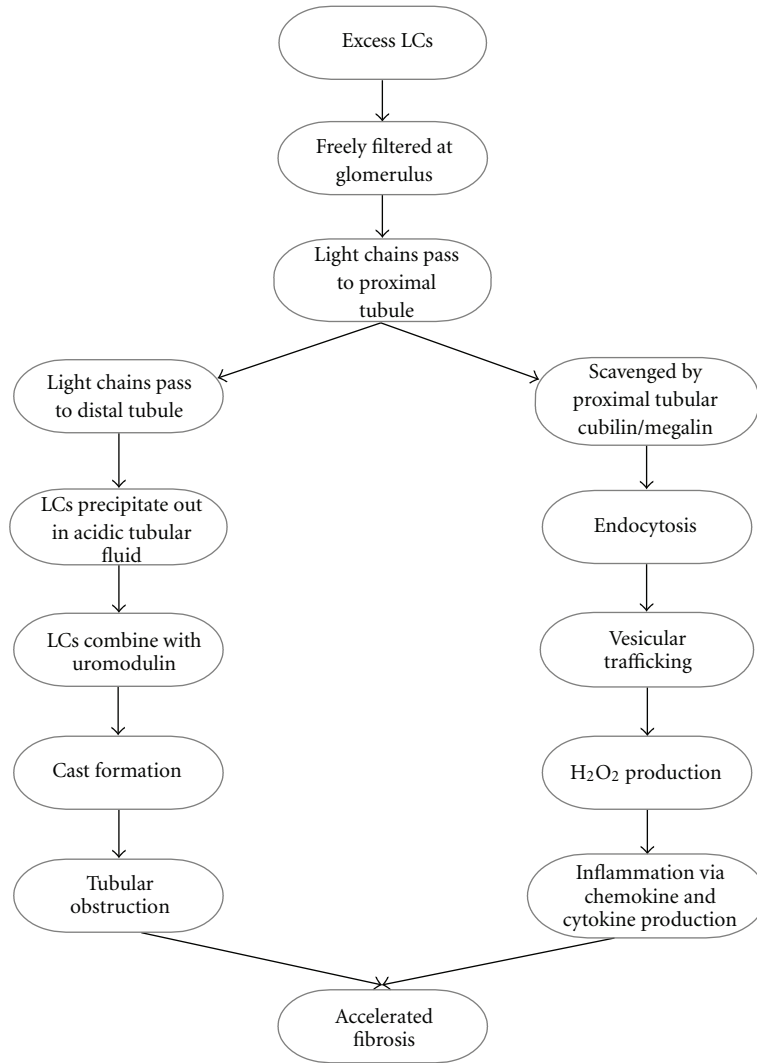 Excess LCs
Freely filtered at
glomerulus
Light chains pass
to proximal
tubule
Light chains pass
to distal tubule
LCs precipitate out
in acidic tubular
fluid
LCs combine with
uromodulin
Cast formation
Tubular
obstruction
Scavenged by
proximal tubular
cubilin/megalin
Endocytosis
Vesicular
trafficking
H₂O₂ production
Inflammation via
chemokine and
cytokine production
Accelerated
fibrosis